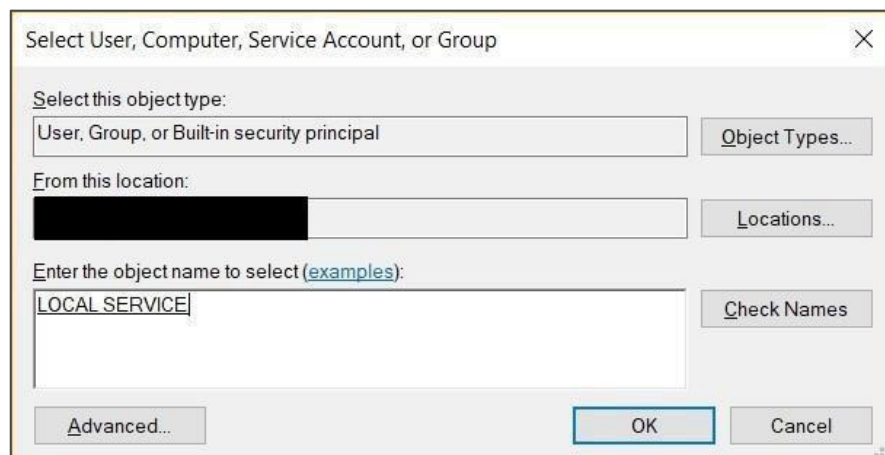 Select User, Computer, Service Account, or Group
Select this object type:
User, Group, or Built-in security principal
Object Types...
From this location:
Locations...
Enter the object name to select (examples):
LOCAL SERVICE
Check Names
Advanced...
OK
Cancel